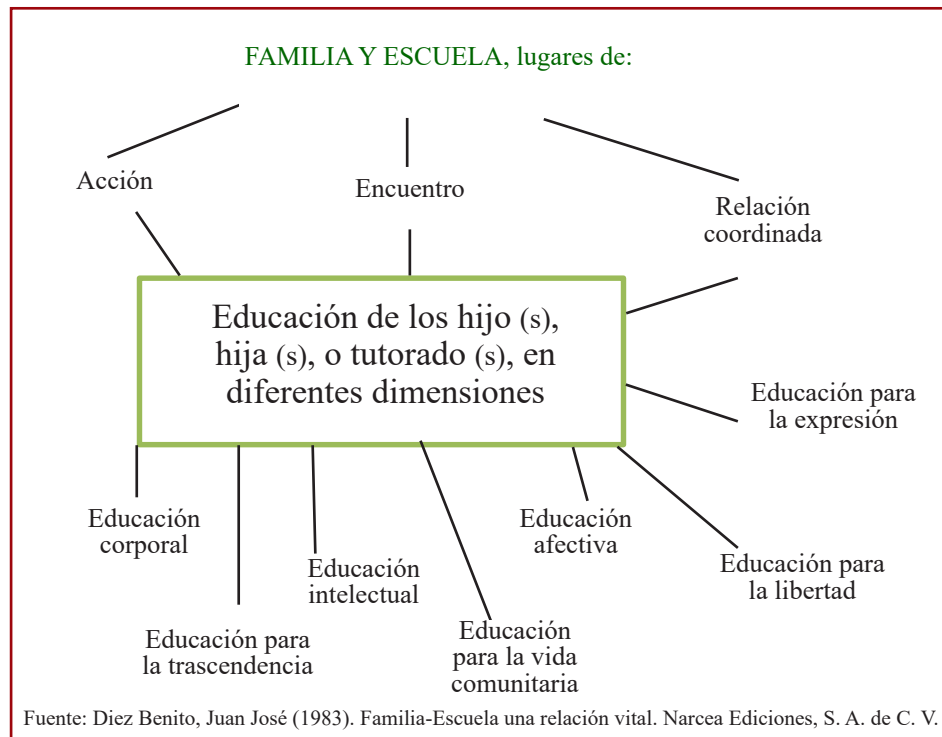 FAMILIA Y ESCUELA, lugares de:
Acción
Encuentro
Relación
coordinada
Educación de los hijo (s),
hija (s), o tutorado (s), en
diferentes dimensiones
Educación para
la expresión
Educación
corporal
Educación
afectiva
Educación
intelectual
Educación para
la libertad
Educación para
la trascendencia
Educación
para la vida
comunitaria
Fuente: Diez Benito, Juan José (1983). Familia-Escuela una relación vital. Narcea Ediciones, S. A. de C. V.